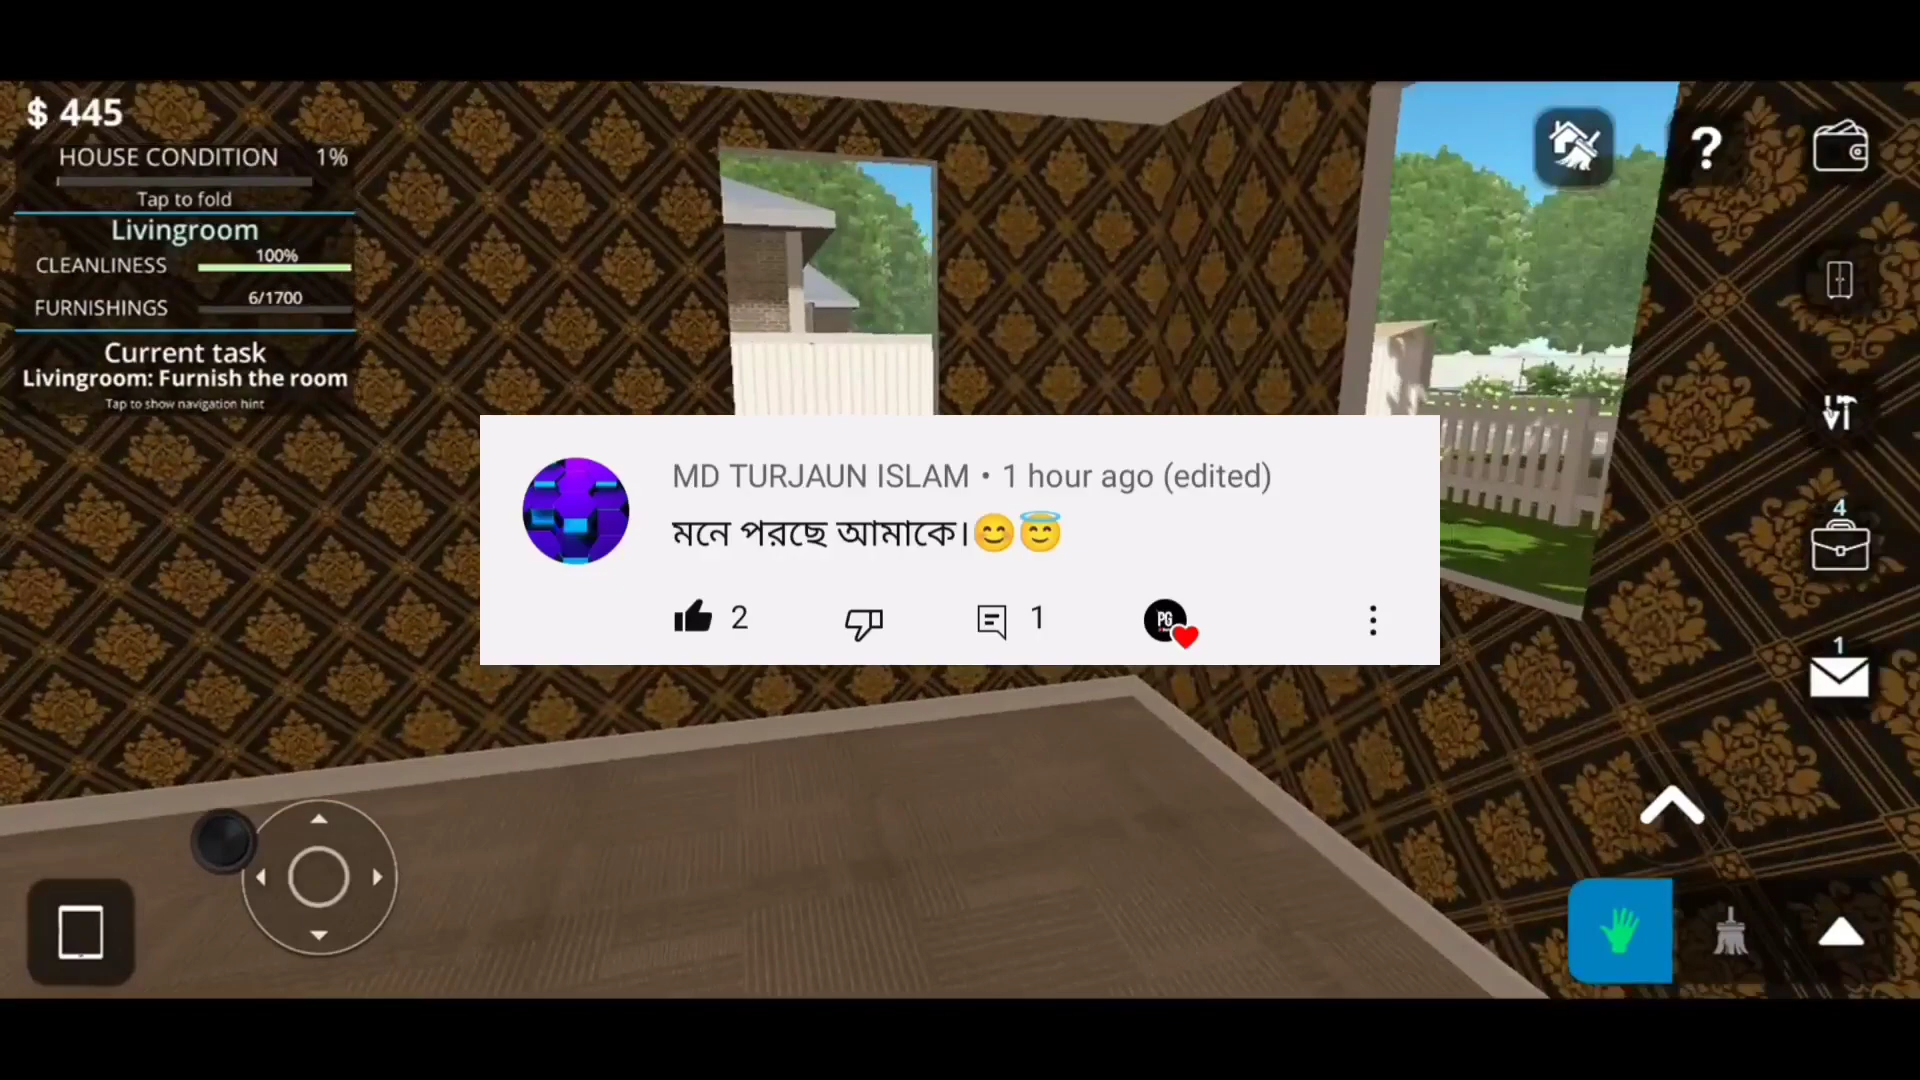 $ 445
HOUSE CONDITION 1%
Tap to fold
Livingroom
CLEANLINESS 100%
FURNISHINGS 6/1700
Current task
Livingroom: Furnish the room
Tap to show navigation hint
MD TURJAUN ISLAM • 1 hour ago (edited)
মনে পরছে আমাকে।😊😇
2
1
PG
?
4
1